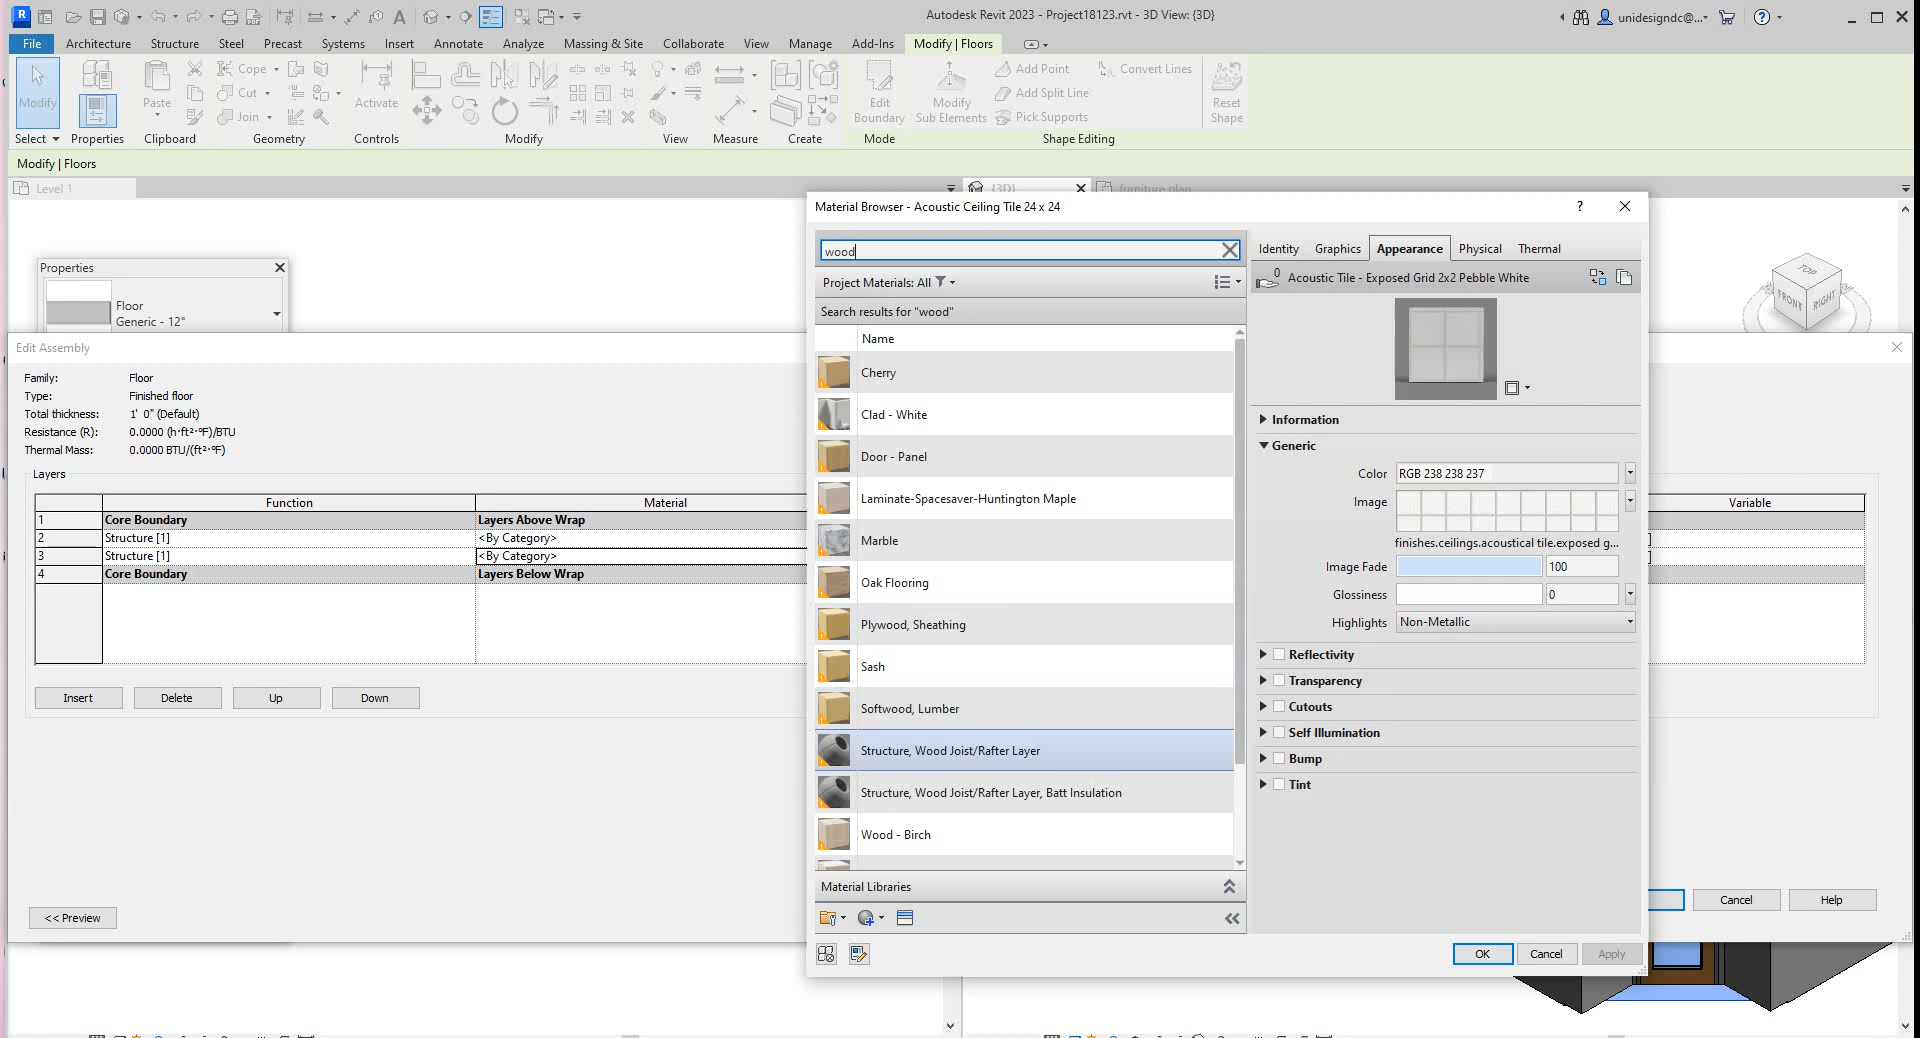 Autodesk Revit 2023 - Project18123.rvt - 3D View: {3D}
unidesigndc@...
File Architecture Structure Steel Precast Systems Insert Annotate Analyze Massing & Site Collaborate View Manage Add-Ins Modify | Floors
Modify
Paste
Cope
Cut
Join
Activate
Edit
Boundary
Modify
Sub Elements
Add Point
Add Split Line
Pick Supports
Convert Lines
Reset
Shape
Select Properties Clipboard Geometry Controls Modify View Measure Create Mode Shape Editing
Modify | Floors
Level 1
{3D}
furniture plan
Properties
Floor
Generic - 12"
TOP
FRONT
RIGHT
Edit Assembly
Family: Floor
Type: Finished floor
Total thickness: 1' 0" (Default)
Resistance (R): 0.0000 (h·ft²·°F)/BTU
Thermal Mass: 0.0000 BTU/(ft²·°F)
Layers
Function Material Variable
1 Core Boundary Layers Above Wrap
2 Structure [1] <By Category>
3 Structure [1] <By Category>
4 Core Boundary Layers Below Wrap
Insert Delete Up Down
<< Preview
Cancel
Help
Material Browser - Acoustic Ceiling Tile 24 x 24
?
wood
Project Materials: All
Search results for "wood"
Name
Cherry
Clad - White
Door - Panel
Laminate-Spacesaver-Huntington Maple
Marble
Oak Flooring
Plywood, Sheathing
Sash
Softwood, Lumber
Structure, Wood Joist/Rafter Layer
Structure, Wood Joist/Rafter Layer, Batt Insulation
Wood - Birch
Material Libraries
Identity Graphics Appearance Physical Thermal
0
Acoustic Tile - Exposed Grid 2x2 Pebble White
Information
Generic
Color RGB 238 238 237
Image
finishes.ceilings.acoustical tile.exposed g...
Image Fade 100
Glossiness 0
Highlights Non-Metallic
Reflectivity
Transparency
Cutouts
Self Illumination
Bump
Tint
OK Cancel Apply